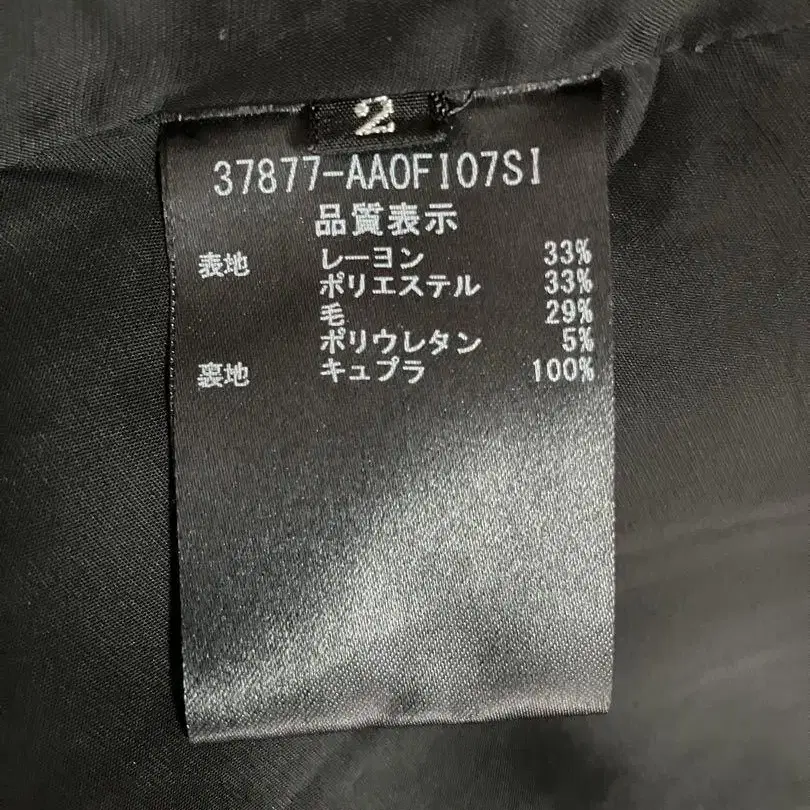 2
37877-AA0FI07SI
品質表示
表地 レーヨン 33%
ポリエステル 33%
毛 29%
ポリウレタン 5%
裏地 キュプラ 100%